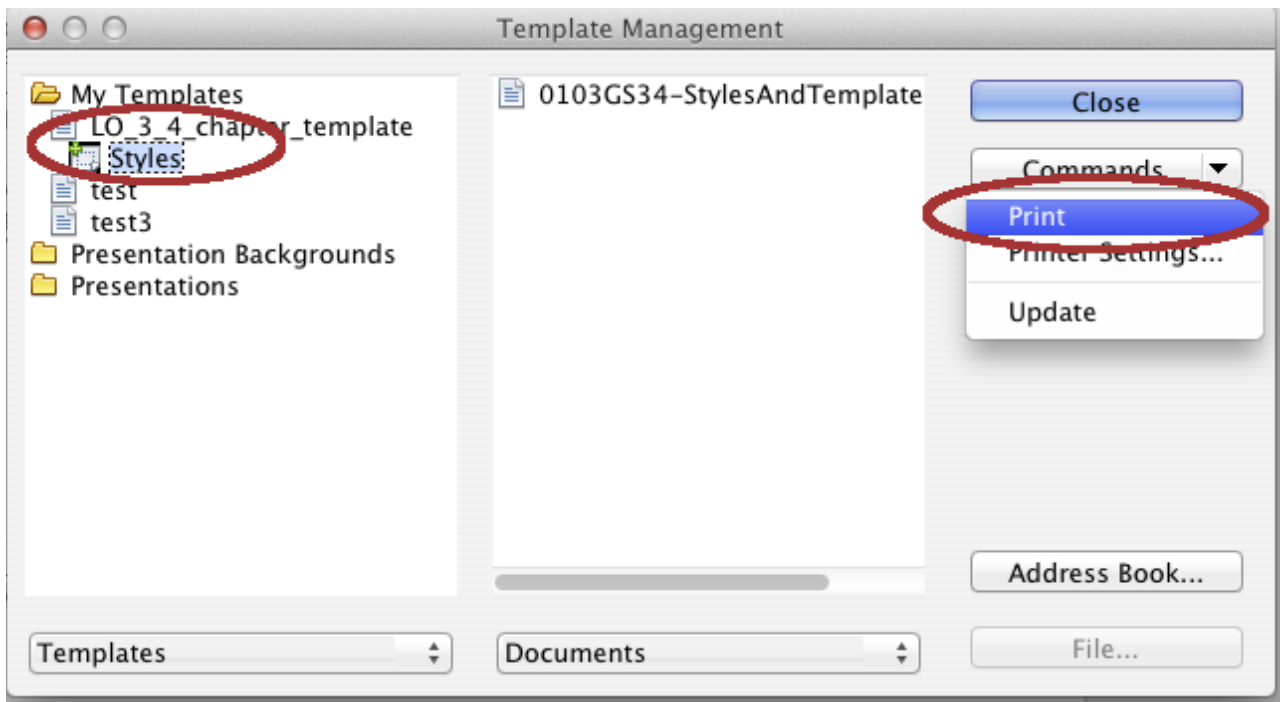 Template Management
My Templates
LO_3_4_chapter_template
Styles
test
test3
Presentation Backgrounds
Presentations
Templates
0103GS34-StylesAndTemplate
Documents
Close
Commands
Print
Printer Settings...
Update
Address Book...
File...